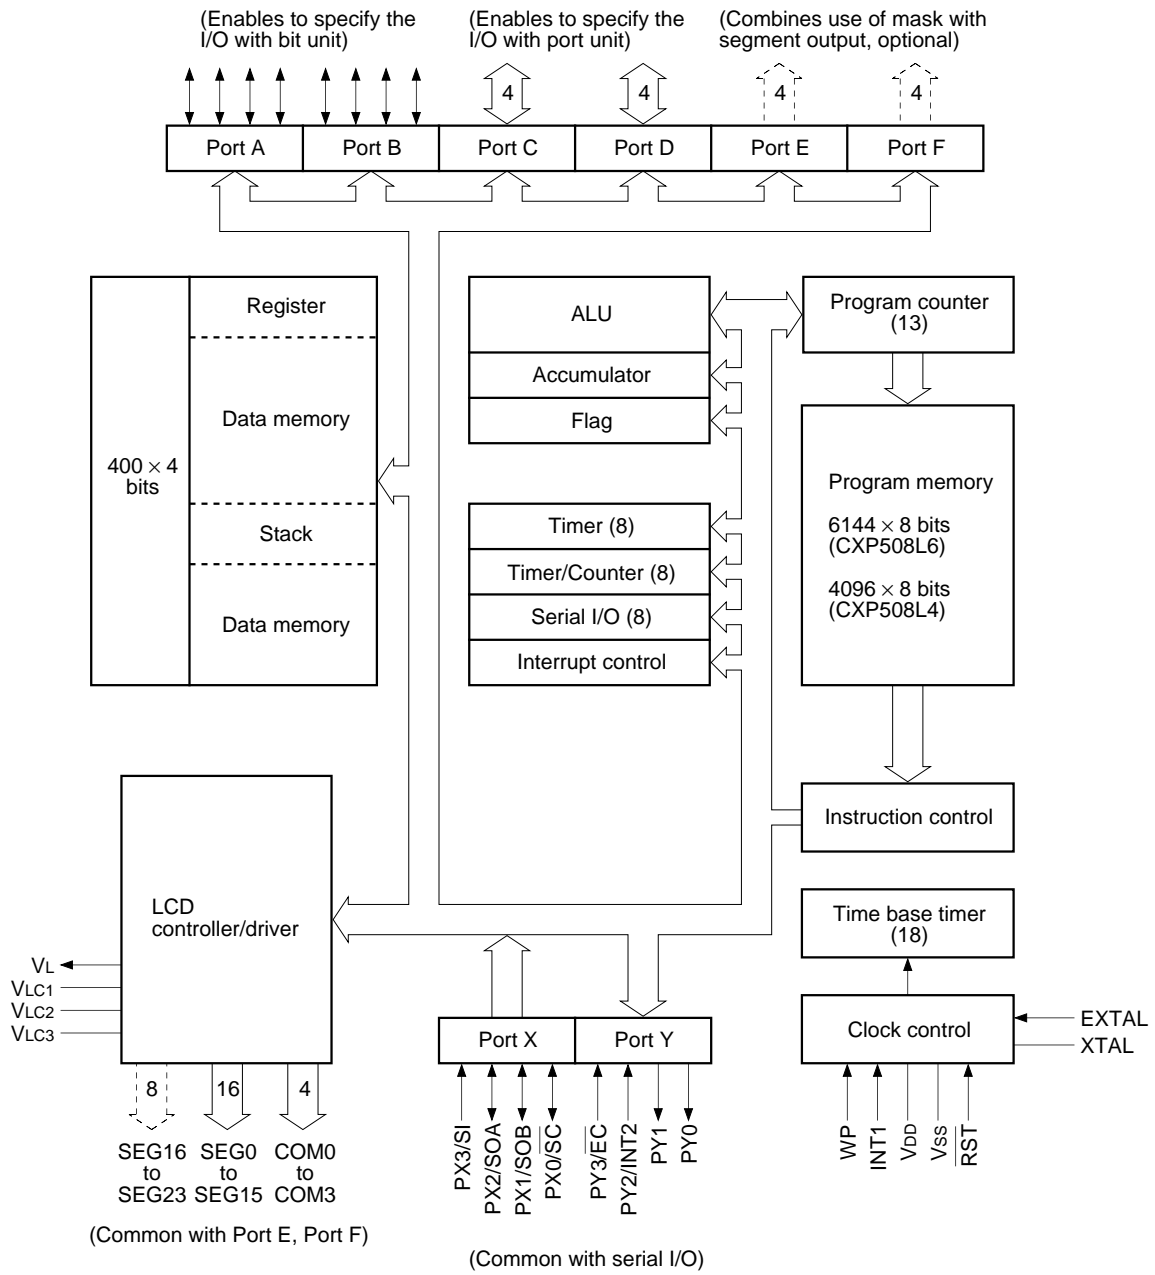 (Enables to specify the
I/O with bit unit)
(Enables to specify the
I/O with port unit)
(Combines use of mask with
segment output, optional)
4
4
4
4
Port A
Port B
Port C
Port D
Port E
Port F
400 × 4
bits
Register
Data memory
Stack
Data memory
ALU
Accumulator
Flag
Timer (8)
Timer/Counter (8)
Serial I/O (8)
Interrupt control
Program counter
(13)
Program memory
6144 × 8 bits
(CXP508L6)
4096 × 8 bits
(CXP508L4)
Instruction control
Time base timer
(18)
Clock control
EXTAL
XTAL
WP
INT1
VDD
VSS
R̅S̅T̅
LCD
controller/driver
VL
VLC1
VLC2
VLC3
8
16
4
SEG16
to
SEG23
SEG0
to
SEG15
COM0
to
COM3
(Common with Port E, Port F)
Port X
Port Y
PX3/SI
PX2/SOA
PX1/SOB
PX0/S̅C̅
PY3/E̅C̅
PY2/INT2
PY1
PY0
(Common with serial I/O)